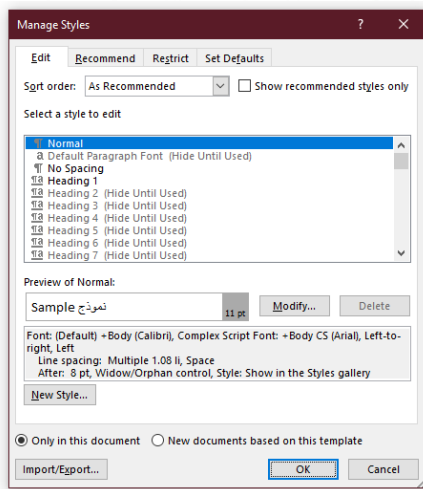 Manage Styles ? ×
Edit Recommend Restrict Set Defaults
Sort order: As Recommended Show recommended styles only
Select a style to edit
¶ Normal
a Default Paragraph Font (Hide Until Used)
¶ No Spacing
¶a Heading 1
¶a Heading 2 (Hide Until Used)
¶a Heading 3 (Hide Until Used)
¶a Heading 4 (Hide Until Used)
¶a Heading 5 (Hide Until Used)
¶a Heading 6 (Hide Until Used)
¶a Heading 7 (Hide Until Used)
Preview of Normal:
Sample نموذج 11 pt Modify... Delete
Font: (Default) +Body (Calibri), Complex Script Font: +Body CS (Arial), Left-to-
right, Left
Line spacing: Multiple 1.08 li, Space
After: 8 pt, Widow/Orphan control, Style: Show in the Styles gallery
New Style...
Only in this document New documents based on this template
Import/Export... OK Cancel